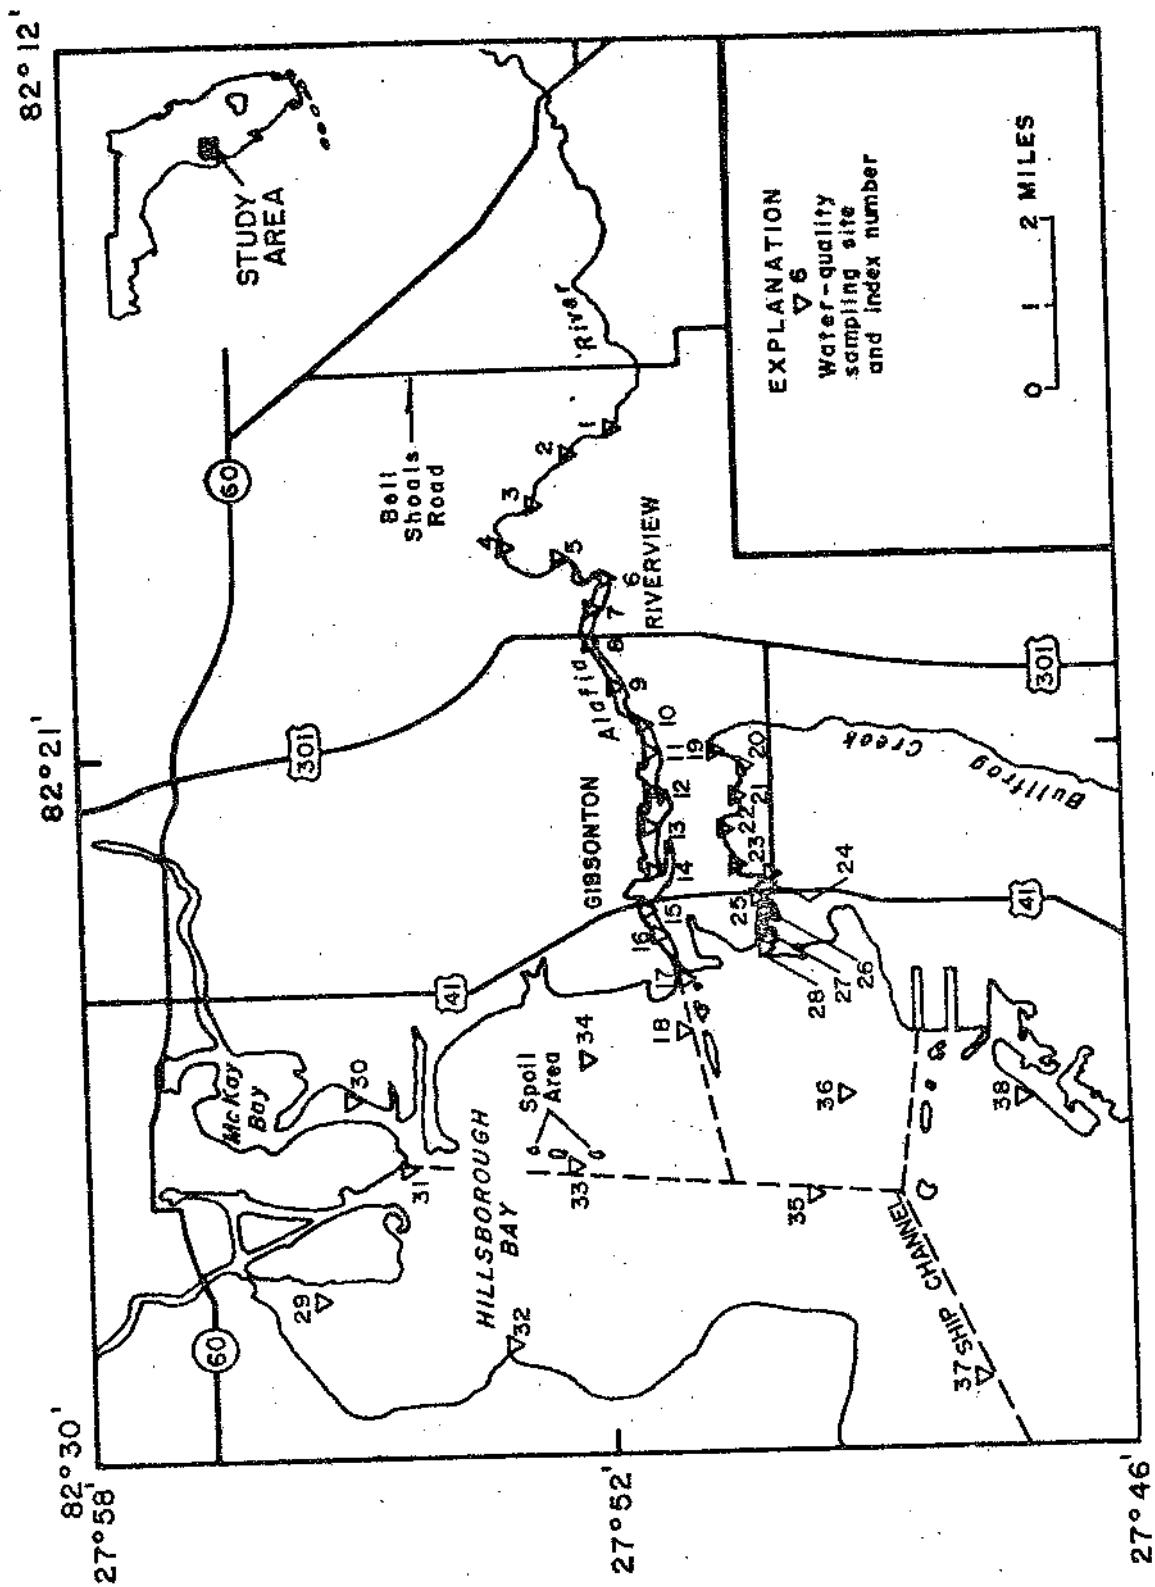 82° 30'
82° 21'
82° 12'
27° 58'
27° 52'
27° 46'
60
60
41
301
STUDY
AREA
McKay
Bay
29
30
31
Bell
Shoals
Road
HILLSBOROUGH
BAY
32
33
34
Spoil
Area
GIBSONTON
Alafia
River
RIVERVIEW
1
2
3
4
5
6
7
8
9
10
11
12
13
14
15
16
17
18
19
20
21
22
23
24
25
26
27
28
35
36
37
38
SHIP CHANNEL
Bullfrog
Creek
41
301
EXPLANATION
6
Water-quality
sampling site
and index number
0 1 2 MILES